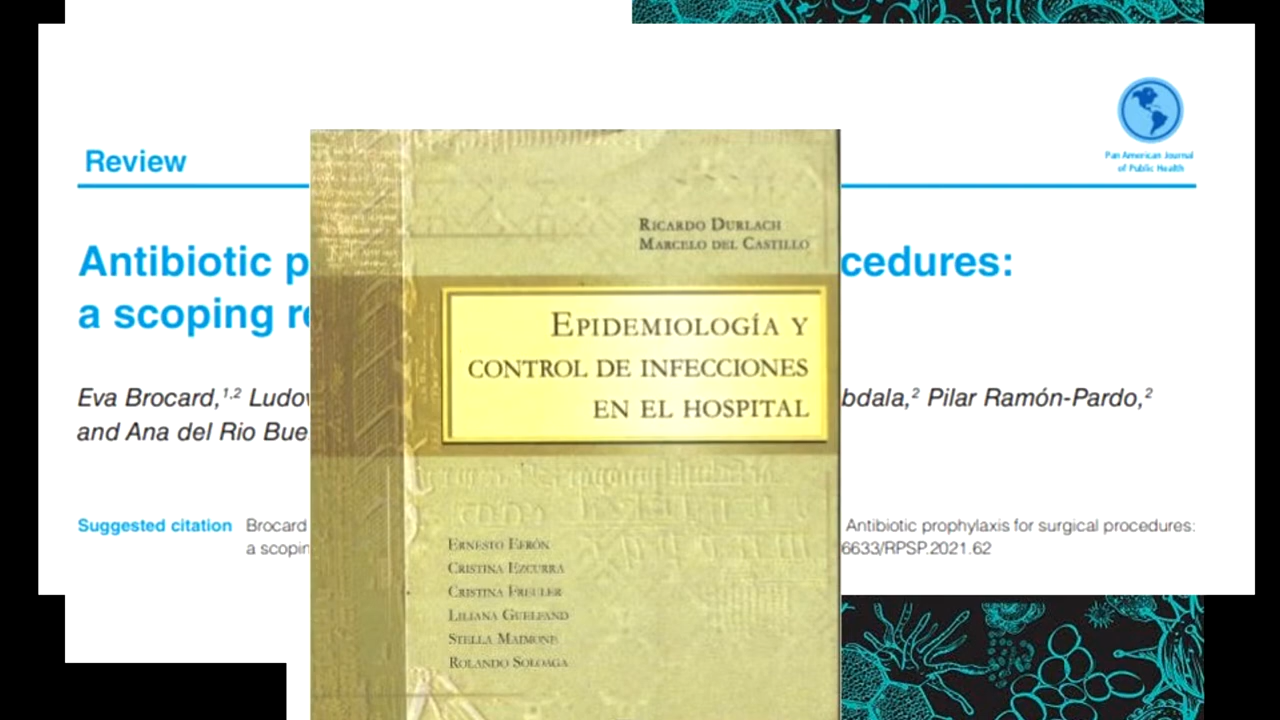 Pan American Journal
of Public Health
Review
Antibiotic p
cedures:
a scoping re
Eva Brocard,1,2 Ludov
bdala,2 Pilar Ramón-Pardo,2
and Ana del Rio Bue
Suggested citation Brocard
Antibiotic prophylaxis for surgical procedures:
a scopin
6633/RPSP.2021.62
RICARDO DURLACH
MARCELO DEL CASTILLO
EPIDEMIOLOGÍA Y
CONTROL DE INFECCIONES
EN EL HOSPITAL
ERNESTO EFRÓN
CRISTINA EZCURRA
CRISTINA FREULER
LILIANA GUELFAND
STELLA MAIMONE
ROLANDO SOLOAGA